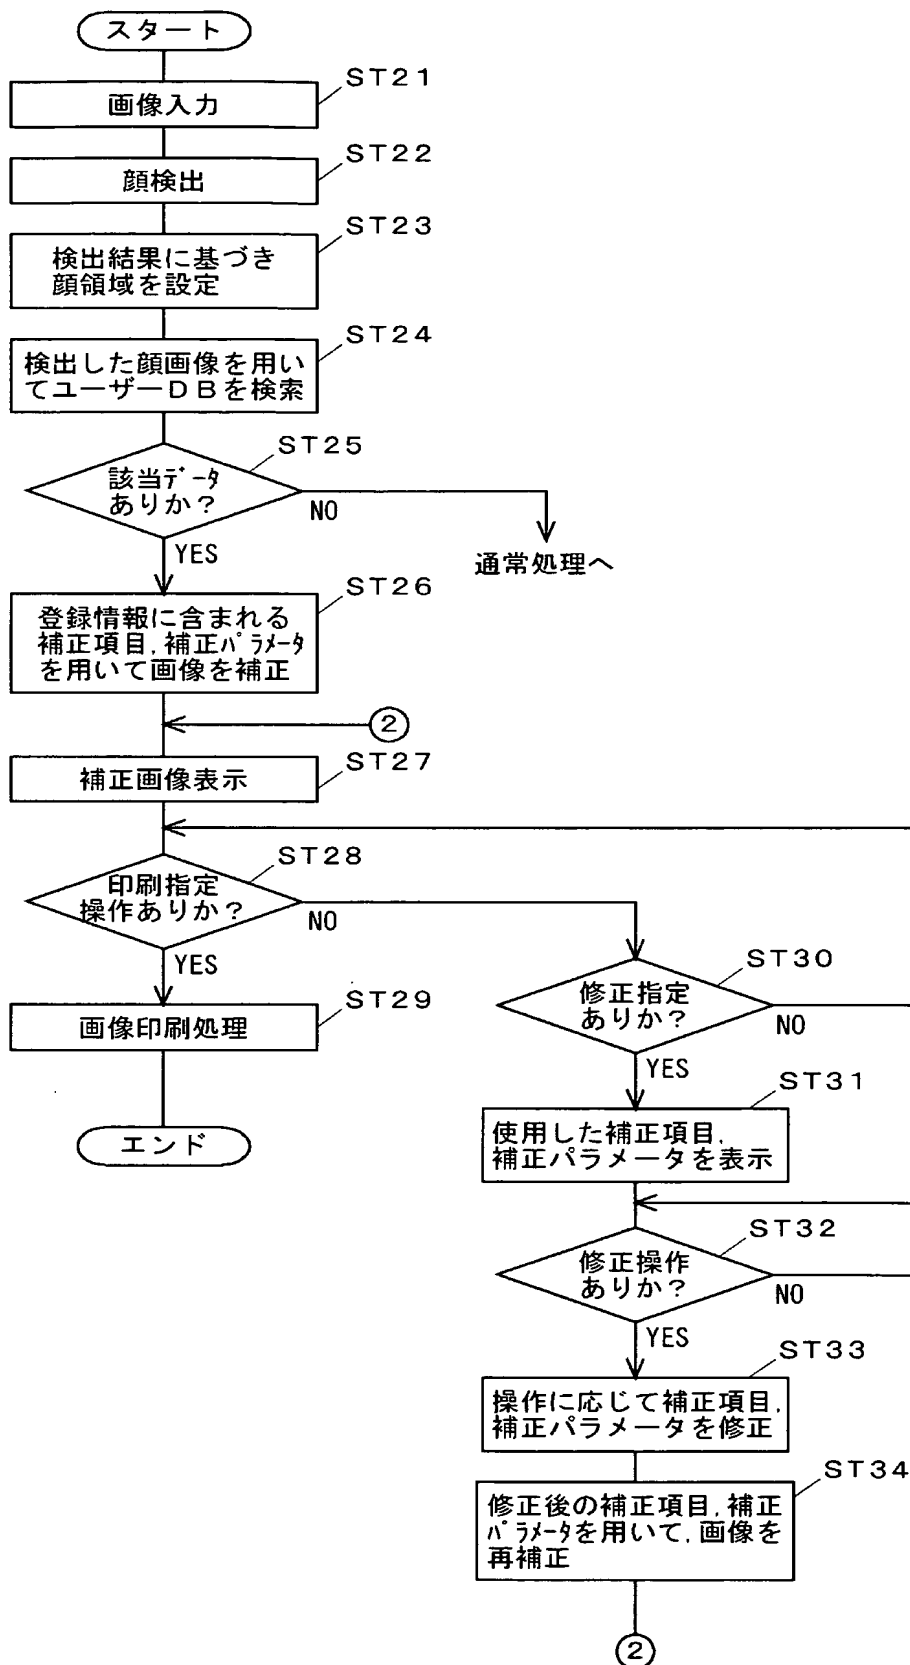 スタート
ST21
画像入力
ST22
顔検出
ST23
検出結果に基づき
顔領域を設定
ST24
検出した顔画像を用い
てユーザーDBを検索
ST25
該当データ
ありか?
NO
YES
通常処理へ
ST26
登録情報に含まれる
補正項目,補正パラメータ
を用いて画像を補正
2
ST27
補正画像表示
ST28
印刷指定
操作ありか?
NO
YES
ST29
画像印刷処理
エンド
ST30
修正指定
ありか?
NO
YES
ST31
使用した補正項目,
補正パラメータを表示
ST32
修正操作
ありか?
NO
YES
ST33
操作に応じて補正項目,
補正パラメータを修正
ST34
修正後の補正項目,補正
パラメータを用いて,画像を
再補正
2